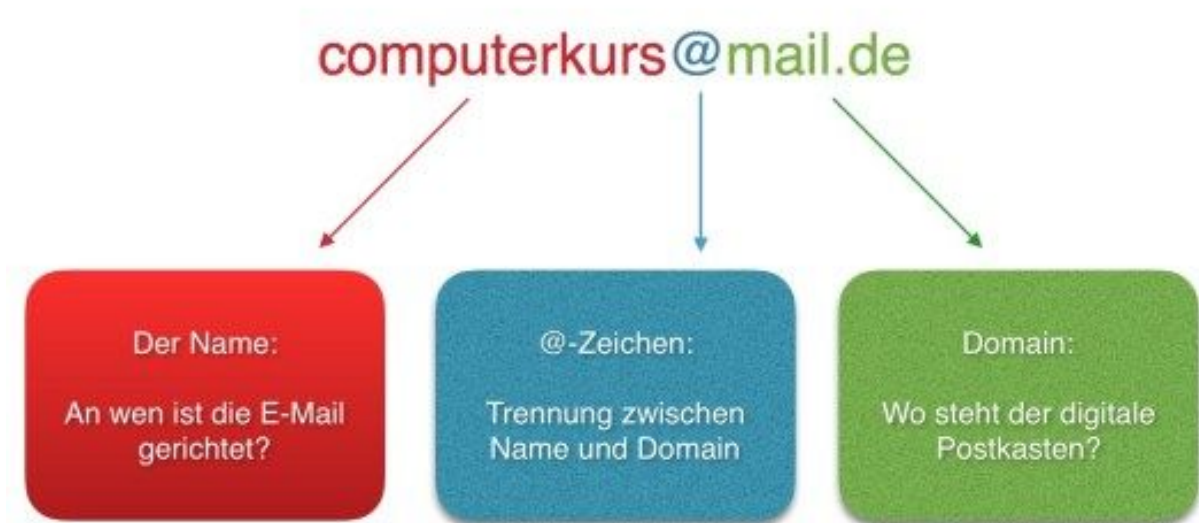 computerkurs@mail.de
Der Name:
An wen ist die E-Mail
gerichtet?
@-Zeichen:
Trennung zwischen
Name und Domain
Domain:
Wo steht der digitale
Postkasten?